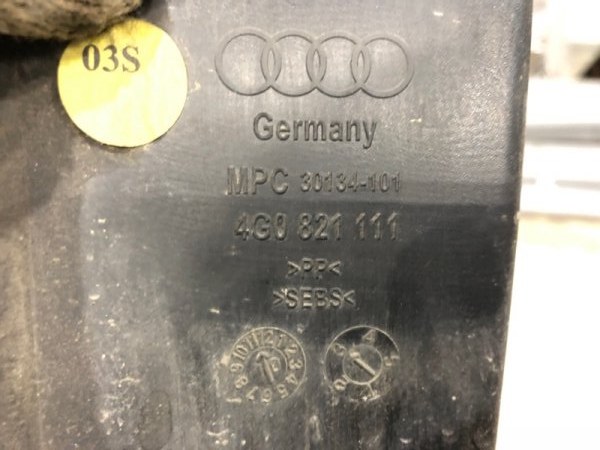 03S
Germany
MPC 30134-101
4G0 821 111
>PP<
>SEBS<